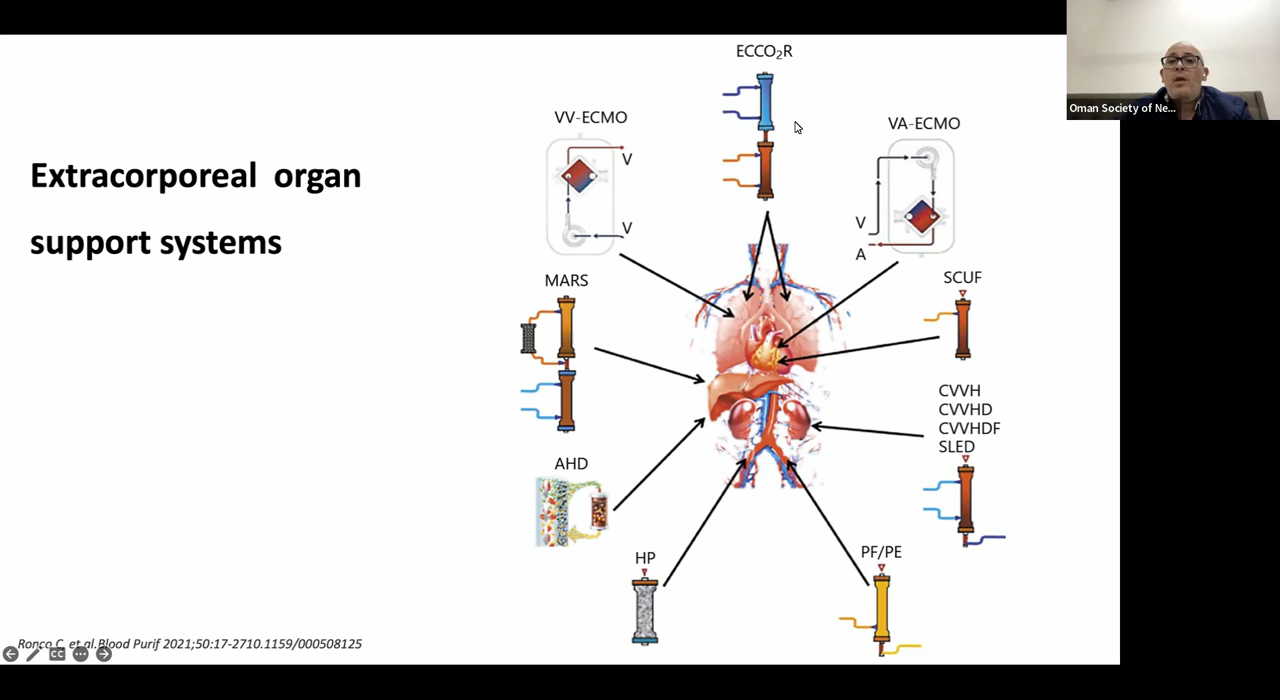 Extracorporeal organ
support systems
ECCO₂R
VV-ECMO
V
V
VA-ECMO
V
A
MARS
SCUF
CVVH
CVVHD
CVVHDF
SLED
AHD
HP
PF/PE
Ronco C, et al.Blood Purif 2021;50:17-2710.1159/000508125
CC
Oman Society of Ne...